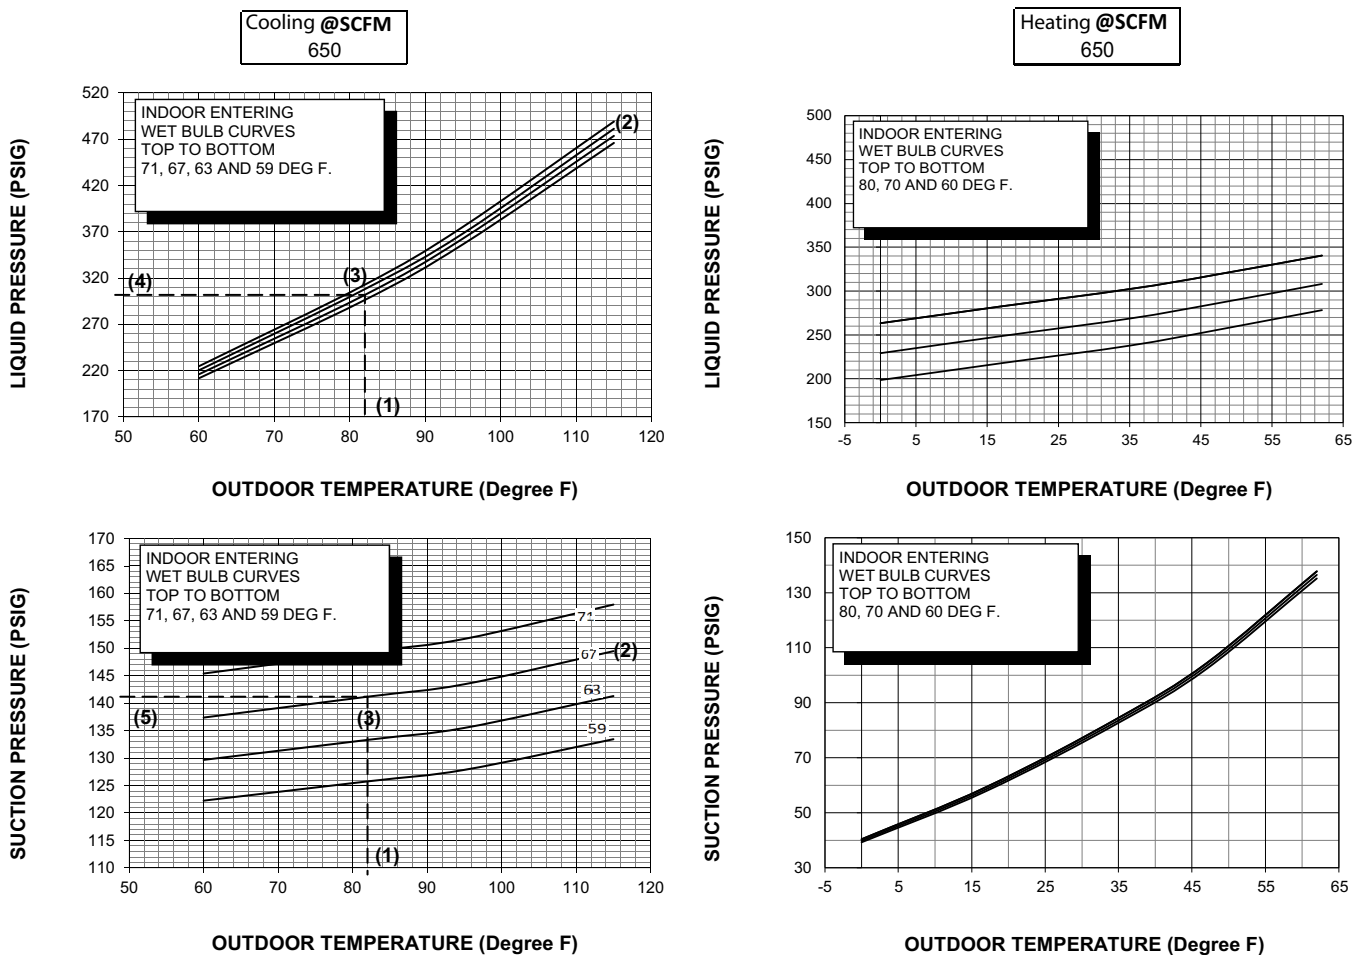 Cooling @SCFM
650
LIQUID PRESSURE (PSIG)
520
470
420
370
320
270
220
170
INDOOR ENTERING
WET BULB CURVES
TOP TO BOTTOM
71, 67, 63 AND 59 DEG F.
(2)
(3)
(4)
(1)
50 60 70 80 90 100 110 120
OUTDOOR TEMPERATURE (Degree F)
Heating @SCFM
650
LIQUID PRESSURE (PSIG)
500
450
400
350
300
250
200
150
INDOOR ENTERING
WET BULB CURVES
TOP TO BOTTOM
80, 70 AND 60 DEG F.
-5 5 15 25 35 45 55 65
OUTDOOR TEMPERATURE (Degree F)
SUCTION PRESSURE (PSIG)
170
165
160
155
150
145
140
135
130
125
120
115
110
INDOOR ENTERING
WET BULB CURVES
TOP TO BOTTOM
71, 67, 63 AND 59 DEG F.
71
67
(2)
63
(5)
(3)
59
(1)
50 60 70 80 90 100 110 120
OUTDOOR TEMPERATURE (Degree F)
SUCTION PRESSURE (PSIG)
150
130
110
90
70
50
30
INDOOR ENTERING
WET BULB CURVES
TOP TO BOTTOM
80, 70 AND 60 DEG F.
-5 5 15 25 35 45 55 65
OUTDOOR TEMPERATURE (Degree F)